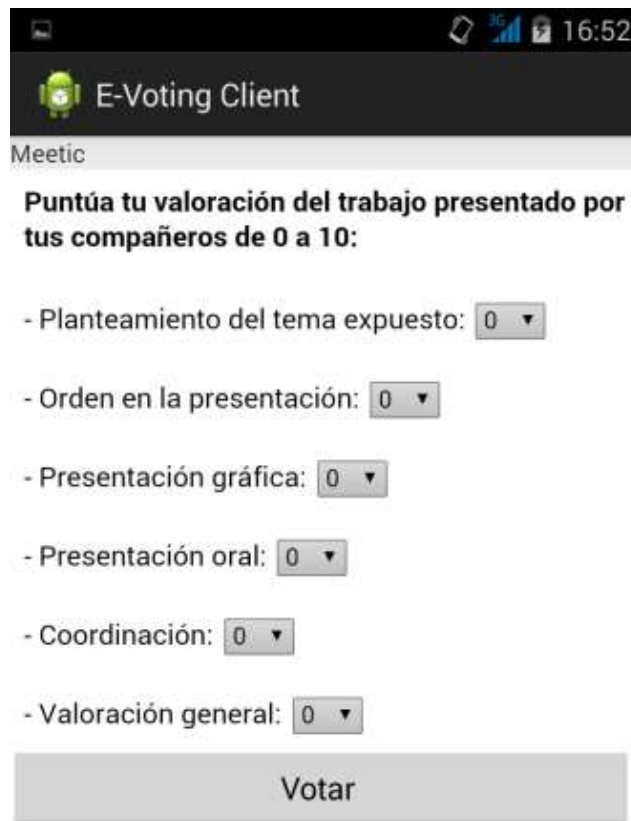 3G 16:52
E-Voting Client
Meetic
Puntúa tu valoración del trabajo presentado por
tus compañeros de 0 a 10:
- Planteamiento del tema expuesto: 0
- Orden en la presentación: 0
- Presentación gráfica: 0
- Presentación oral: 0
- Coordinación: 0
- Valoración general: 0
Votar